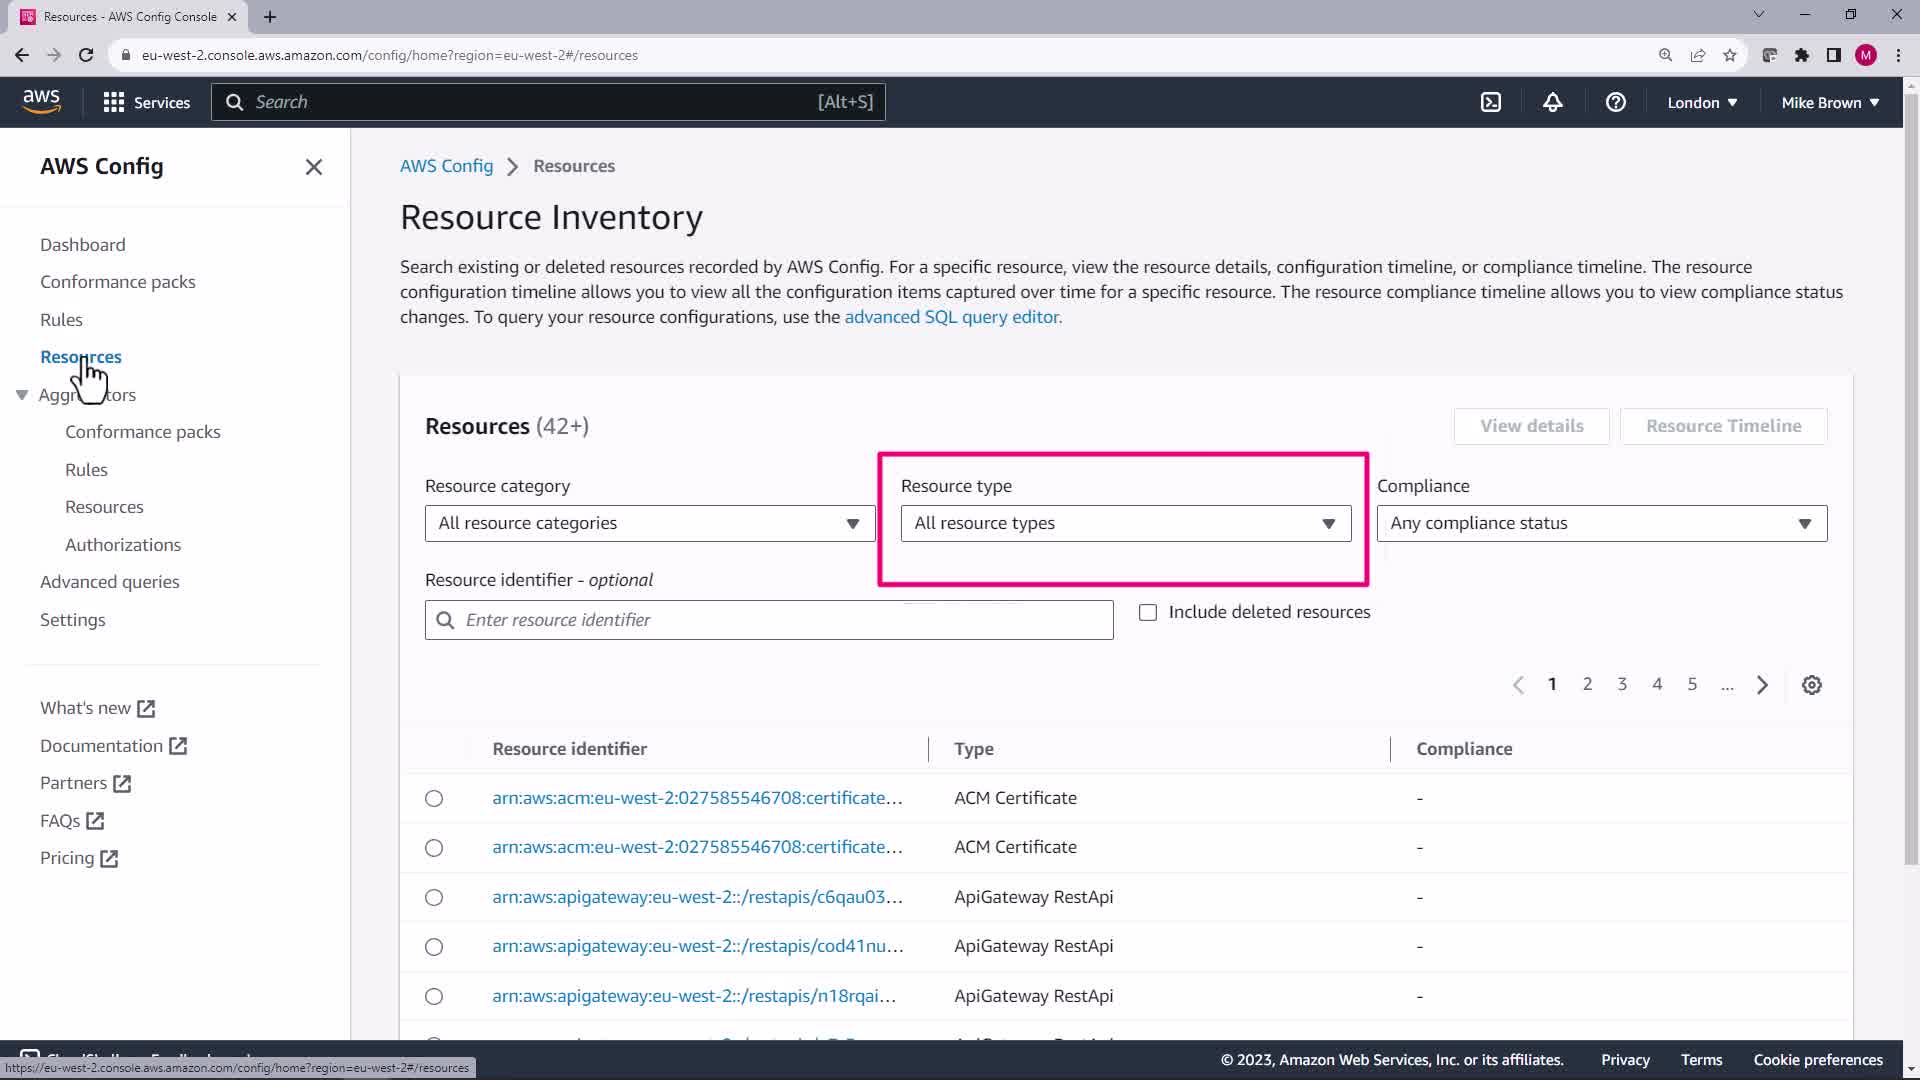 Resources - AWS Config Console
eu-west-2.console.aws.amazon.com/config/home?region=eu-west-2#/resources
M
aws
Services
Search
[Alt+S]
London
Mike Brown
AWS Config
Dashboard
Conformance packs
Rules
Resources
Conformance packs
Rules
Resources
Authorizations
Advanced queries
Settings
What's new
Documentation
Partners
FAQs
Pricing
AWS Config > Resources
Resource Inventory
Search existing or deleted resources recorded by AWS Config. For a specific resource, view the resource details, configuration timeline, or compliance timeline. The resource
configuration timeline allows you to view all the configuration items captured over time for a specific resource. The resource compliance timeline allows you to view compliance status
changes. To query your resource configurations, use the advanced SQL query editor.
Resources (42+)
View details
Resource Timeline
Resource category
Resource type
Compliance
All resource categories
All resource types
Any compliance status
Resource identifier - optional
Enter resource identifier
Include deleted resources
1 2 3 4 5 ...
Resource identifier
Type
Compliance
arn:aws:acm:eu-west-2:027585546708:certificate...
ACM Certificate
-
arn:aws:acm:eu-west-2:027585546708:certificate...
ACM Certificate
-
arn:aws:apigateway:eu-west-2::/restapis/c6qau03...
ApiGateway RestApi
-
arn:aws:apigateway:eu-west-2::/restapis/cod41nu...
ApiGateway RestApi
-
arn:aws:apigateway:eu-west-2::/restapis/n18rqai...
ApiGateway RestApi
-
© 2023, Amazon Web Services, Inc. or its affiliates.
Privacy
Terms
Cookie preferences
https://eu-west-2.console.aws.amazon.com/config/home?region=eu-west-2#/resources